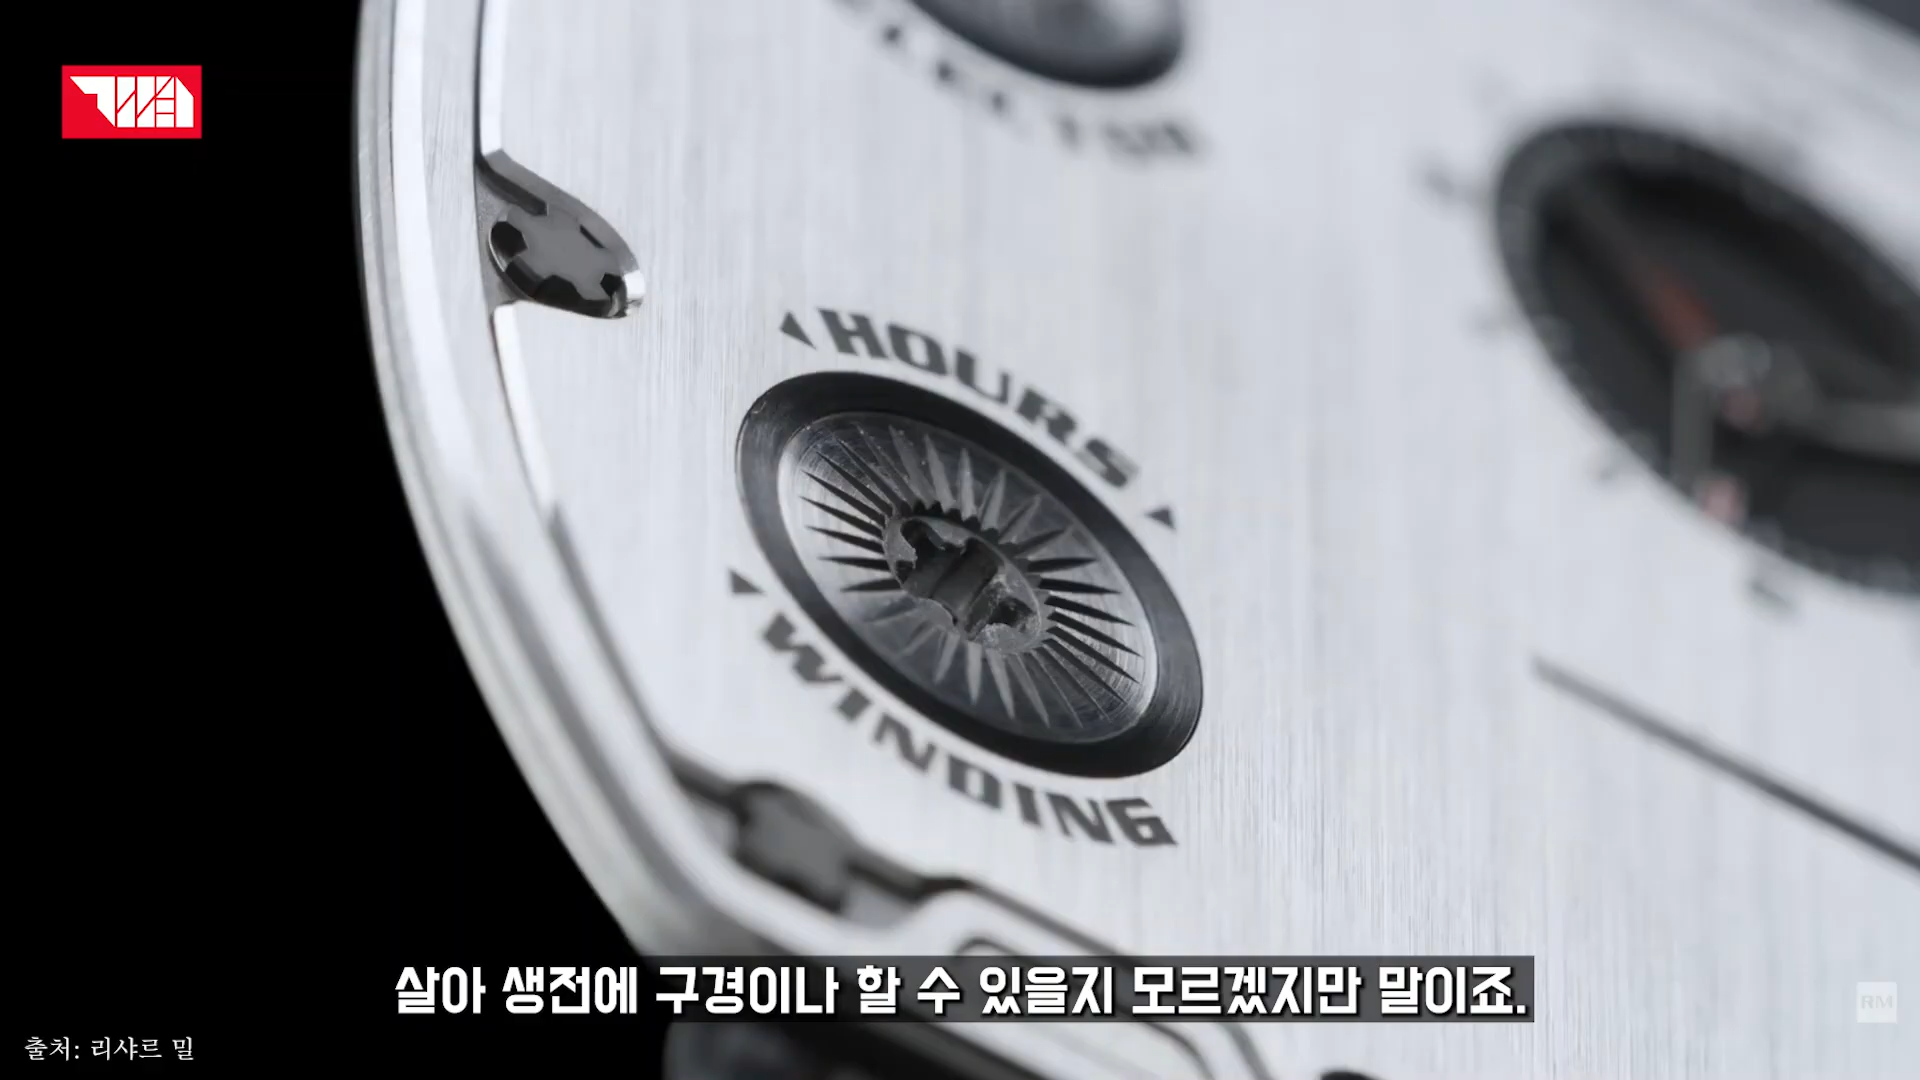 HOURS
WINDING
살아 생전에 구경이나 할 수 있을지 모르겠지만 말이죠.
출처: 리샤르 밀
RM